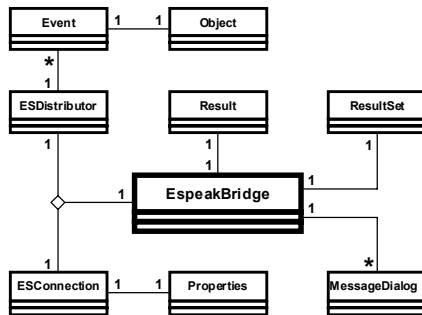 Event 1 1 Object
*
1
ESDistributor Result ResultSet
1 1 1
1
1 EspeakBridge 1
1
1 *
ESConnection 1 1 Properties MessageDialog